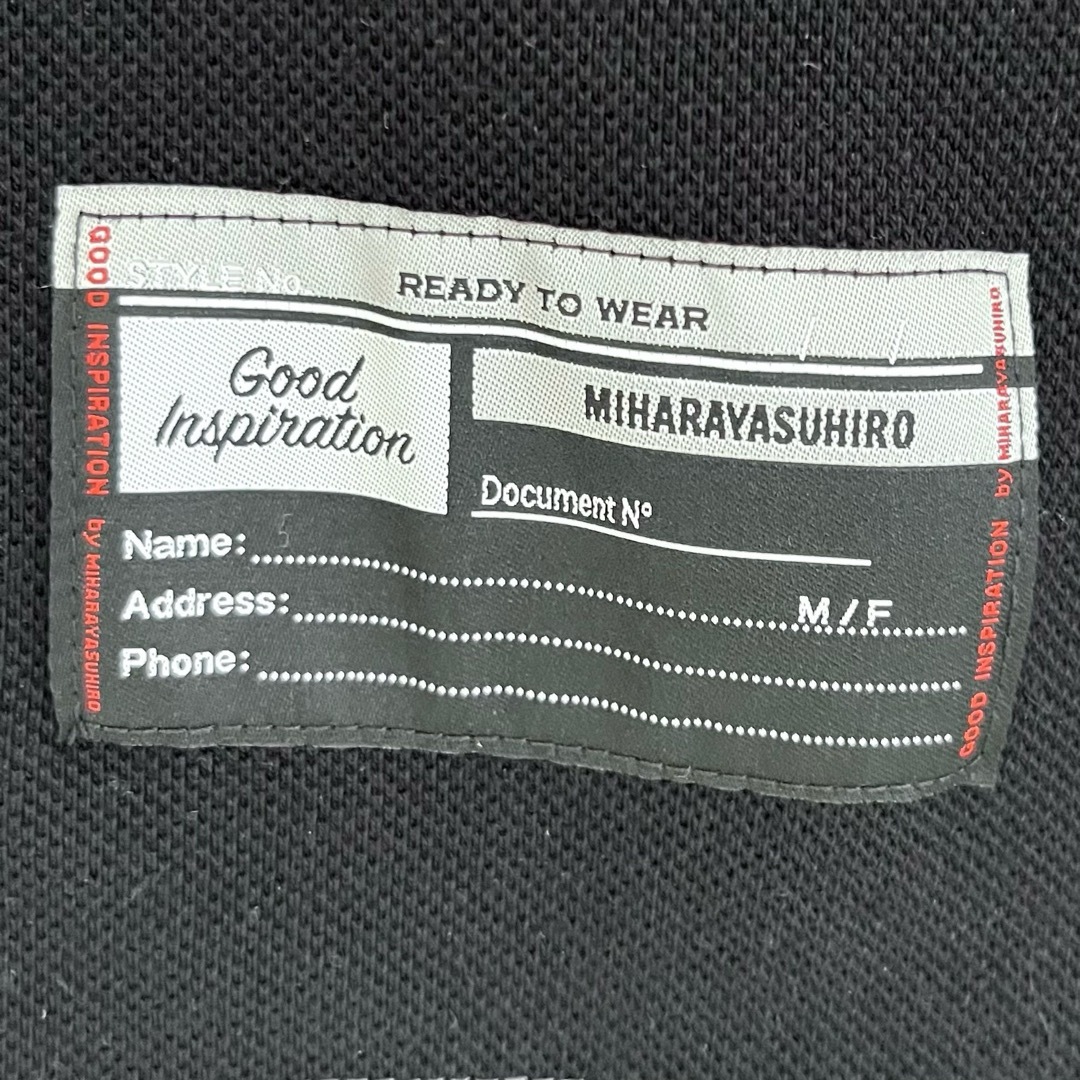 STYLE No.
READY TO WEAR
Good
Inspiration
MIHARAYASUHIRO
Document Nº
Name:
M / F
Address:
Phone:
GOOD INSPIRATION by MIHARAYASUHIRO
GOOD INSPIRATION by MIHARAYASUHIRO